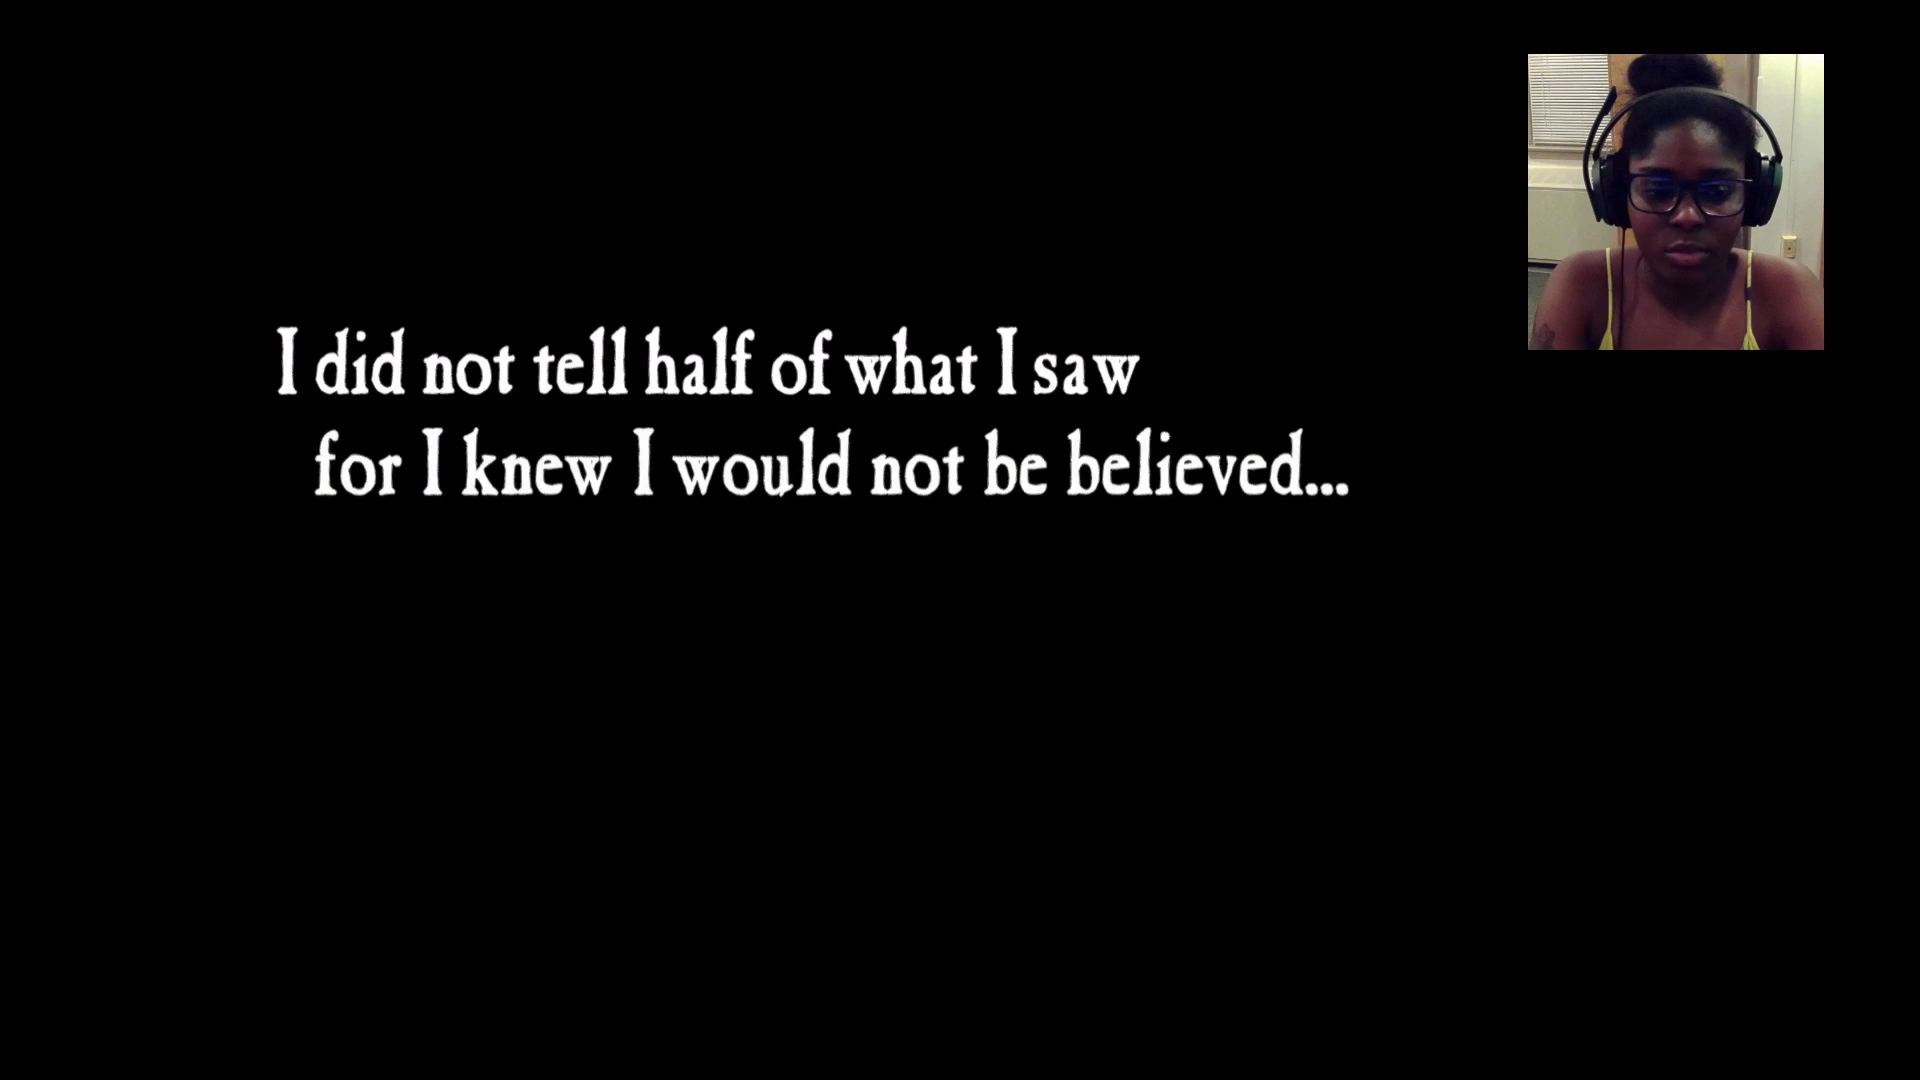 I did not tell half of what I saw
for I knew I would not be believed...